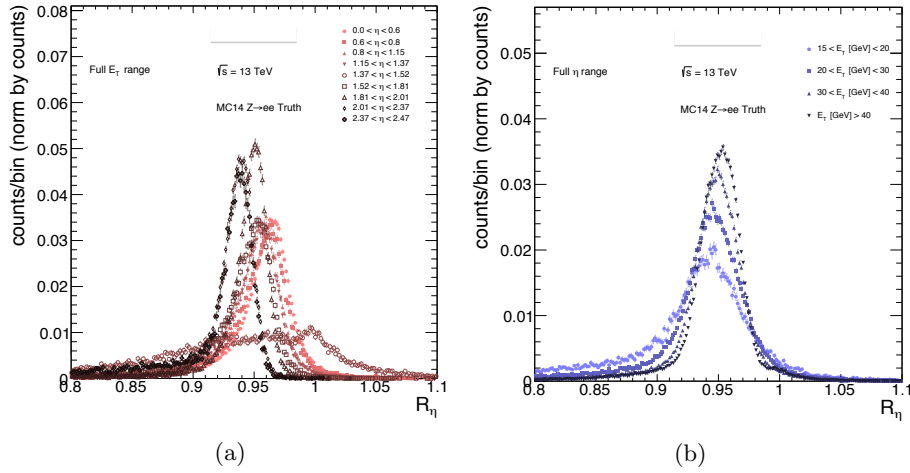 counts/bin (norm by counts)
0.08
0.07
0.06
0.05
0.04
0.03
0.02
0.01
0
Full E_T range
√s = 13 TeV
MC14 Z→ee Truth
0.0 < η < 0.6
0.6 < η < 0.8
0.8 < η < 1.15
1.15 < η < 1.37
1.37 < η < 1.52
1.52 < η < 1.81
1.81 < η < 2.01
2.01 < η < 2.37
2.37 < η < 2.47
0.8 0.85 0.9 0.95 1 1.05 1.1
R_η
(a)
counts/bin (norm by counts)
0.05
0.04
0.03
0.02
0.01
0
Full η range
√s = 13 TeV
MC14 Z→ee Truth
15 < E_T [GeV] < 20
20 < E_T [GeV] < 30
30 < E_T [GeV] < 40
E_T [GeV] > 40
0.8 0.85 0.9 0.95 1 1.05 1.1
R_η
(b)